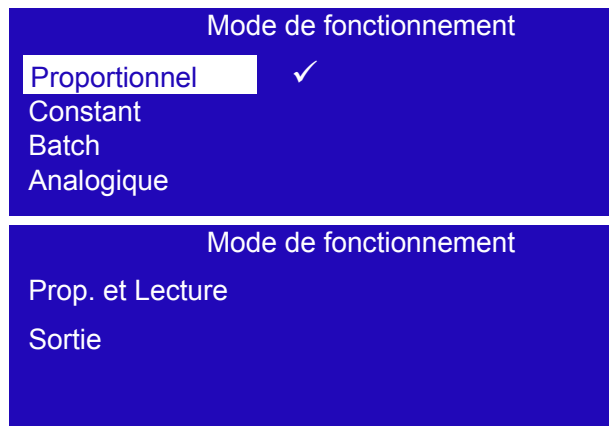 Mode de fonctionnement
Proportionnel ✓
Constant
Batch
Analogique
Mode de fonctionnement
Prop. et Lecture
Sortie